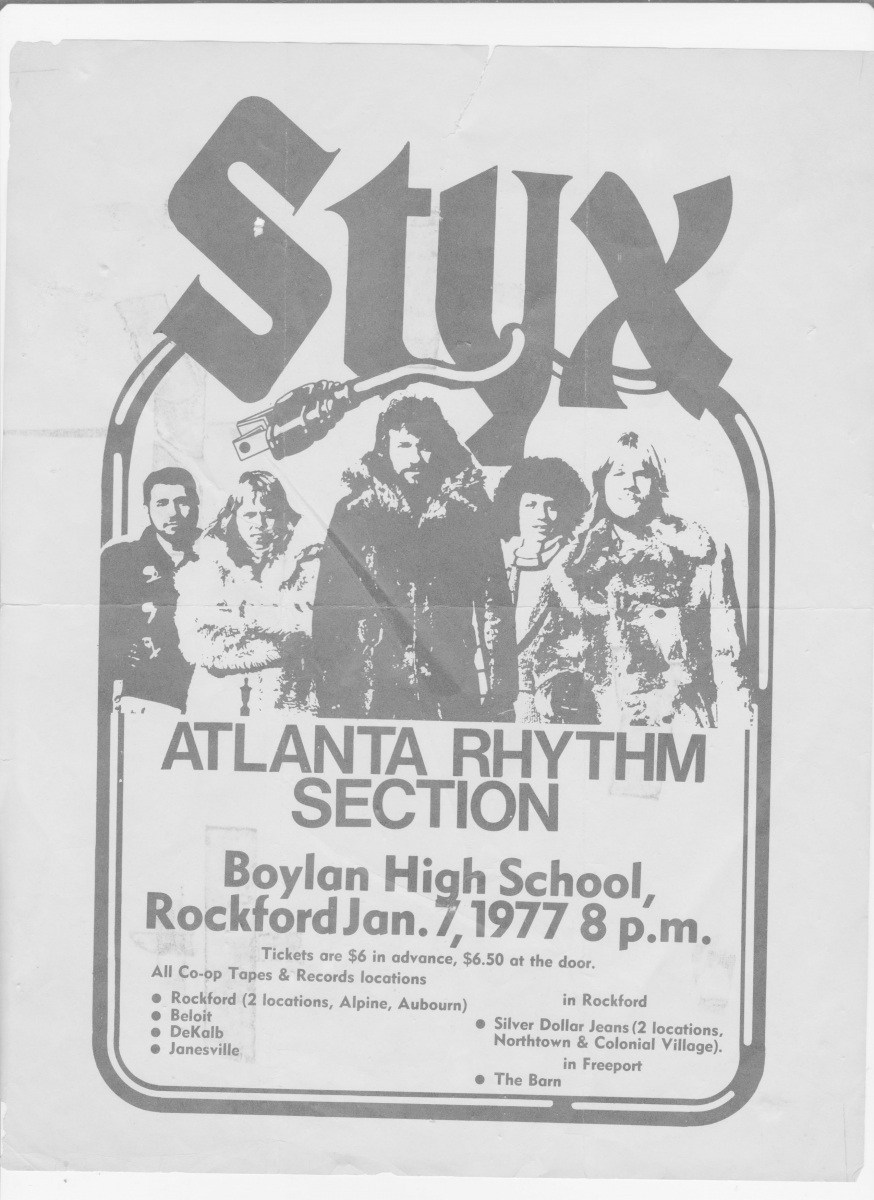 Styx
ATLANTA RHYTHM
SECTION
Boylan High School,
Rockford Jan. 7, 1977 8 p.m.
Tickets are $6 in advance, $6.50 at the door.
All Co-op Tapes & Records locations
● Rockford (2 locations, Alpine, Aubourn)
● Beloit
● DeKalb
● Janesville
in Rockford
● Silver Dollar Jeans (2 locations,
Northtown & Colonial Village).
in Freeport
● The Barn